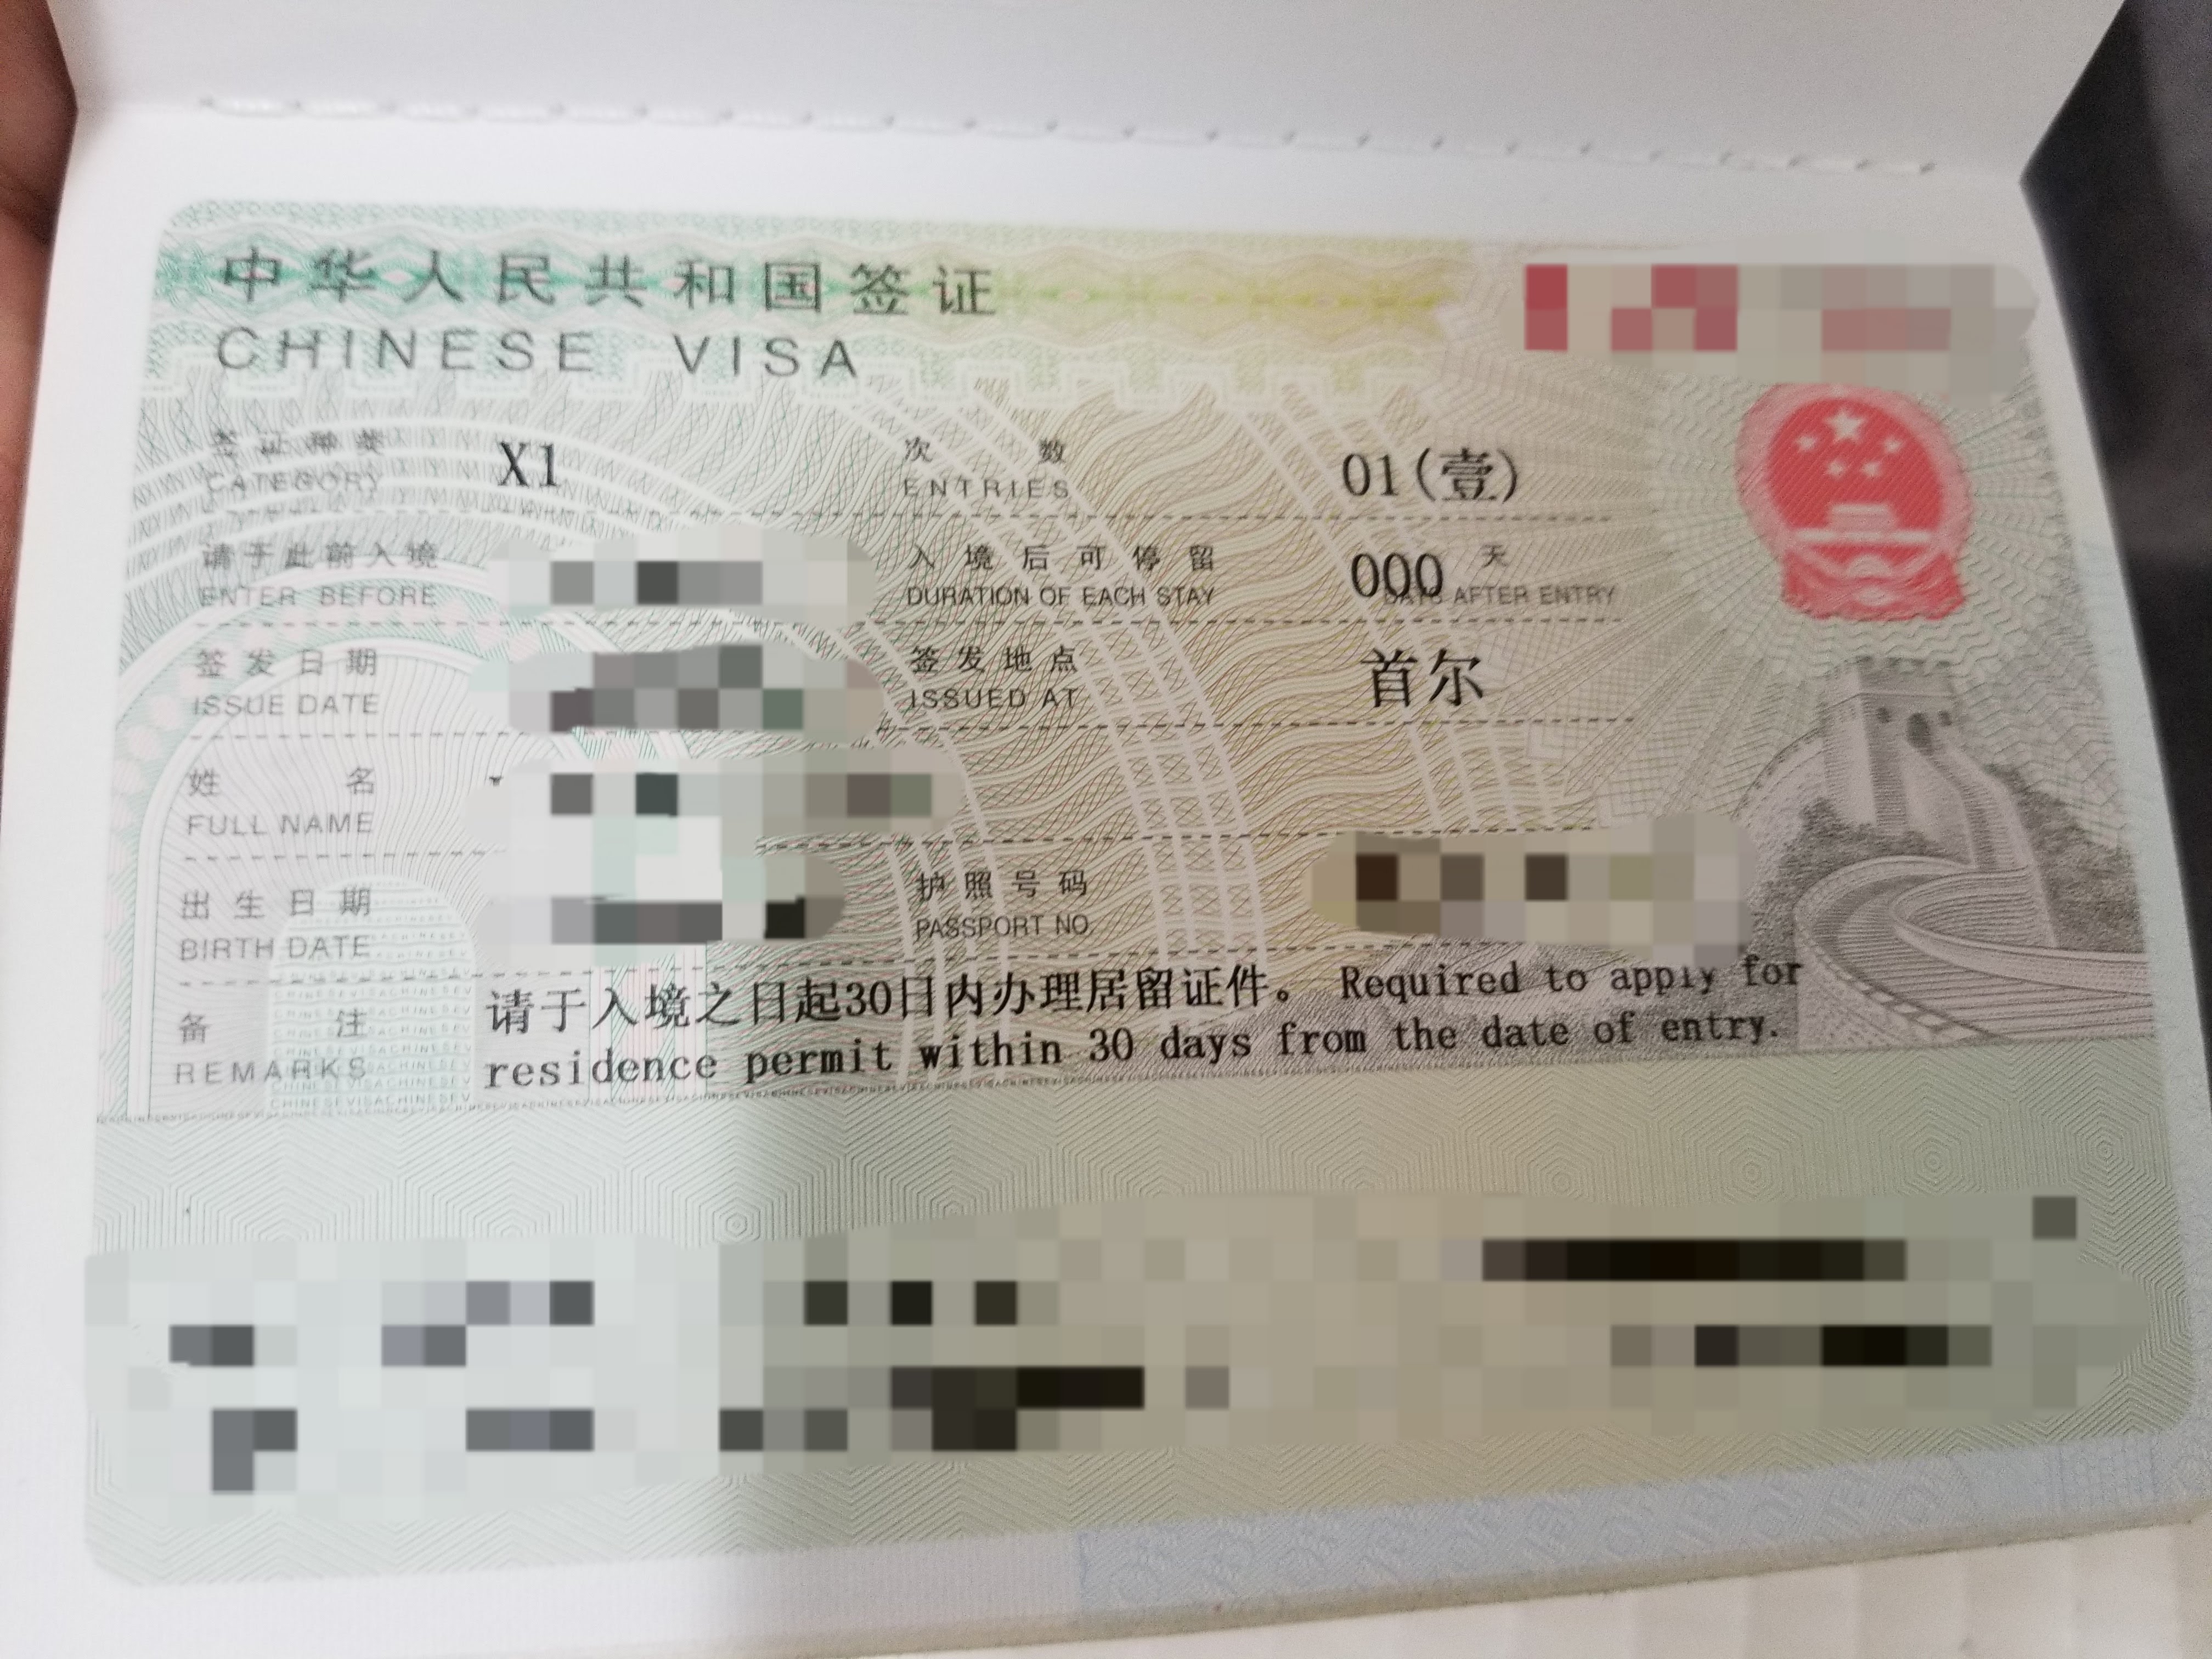 中华人民共和国签证
CHINESE VISA
签证种类 X1 次数 01(壹)
CATEGORY ENTRIES
请于此前入境 入境后可停留 000 天
ENTER BEFORE DURATION OF EACH STAY DAYS AFTER ENTRY
签发日期 签发地点 首尔
ISSUE DATE ISSUED AT
姓名
FULL NAME
出生日期 护照号码
BIRTH DATE PASSPORT NO.
备注 请于入境之日起30日内办理居留证件。 Required to apply for
REMARKS residence permit within 30 days from the date of entry.